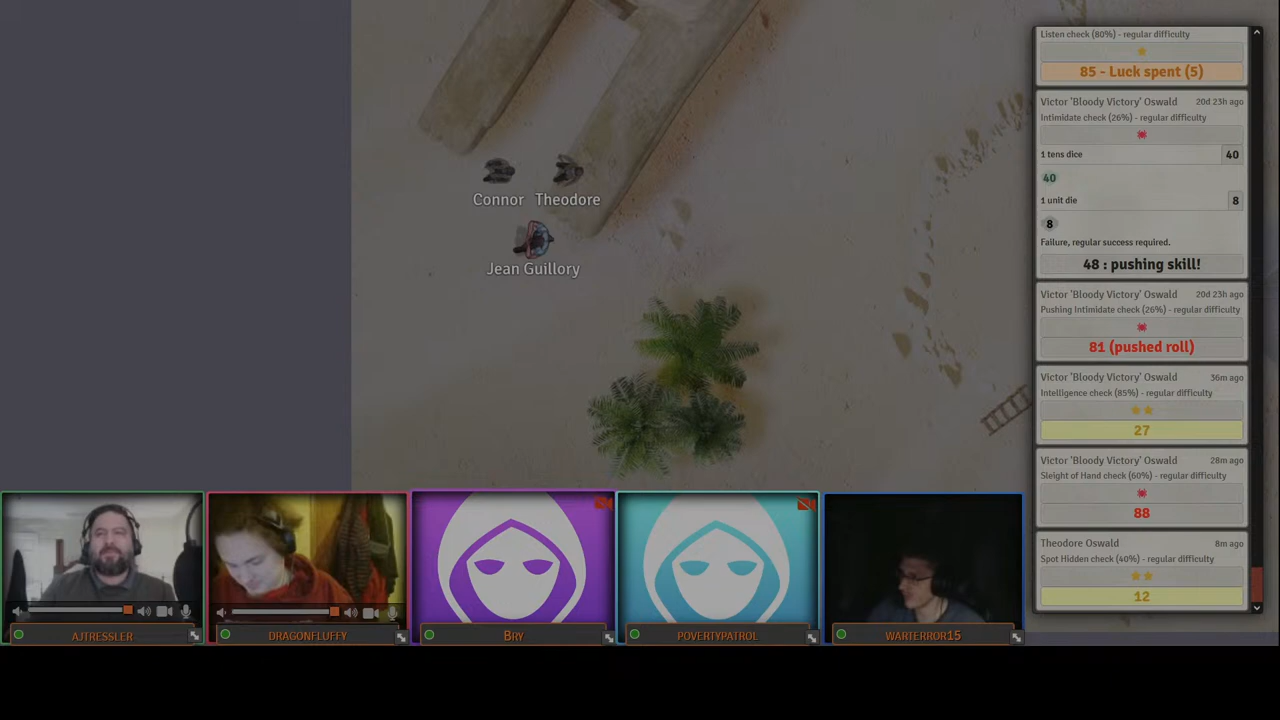 Listen check (80%) - regular difficulty
85 - Luck spent (5)
Victor 'Bloody Victory' Oswald 20d 23h ago
Intimidate check (26%) - regular difficulty
1 tens dice 40
40
1 unit die 8
8
Failure, regular success required.
48 : pushing skill!
Victor 'Bloody Victory' Oswald 20d 23h ago
Pushing Intimidate check (26%) - regular difficulty
81 (pushed roll)
Victor 'Bloody Victory' Oswald 36m ago
Intelligence check (85%) - regular difficulty
27
Victor 'Bloody Victory' Oswald 28m ago
Sleight of Hand check (60%) - regular difficulty
88
Theodore Oswald 8m ago
Spot Hidden check (40%) - regular difficulty
12
Connor Theodore
Jean Guillory
AJTRESSLER DRAGONFLUFFY BRY POVERTYPATROL WARTERROR15